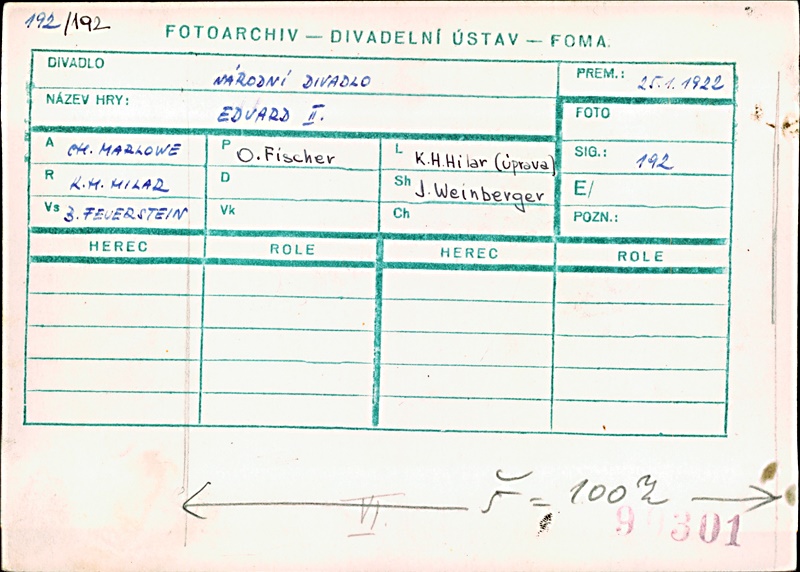 192/192
FOTOARCHIV — DIVADELNÍ ÚSTAV — FOMA.
DIVADLO NÁRODNÍ DIVADLO
PREM.: 25.1.1922
NÁZEV HRY: EDVARD II.
FOTO
A CH. MARLOWE
P O. Fischer
L K.H.Hilar (úprava)
SIG.: 192
R K.H. HILAR
D
Sh J. Weinberger
E/
Vs B. FEUERSTEIN
Vk
Ch
POZN.:
HEREC ROLE HEREC ROLE
š = 100%
VI
99301